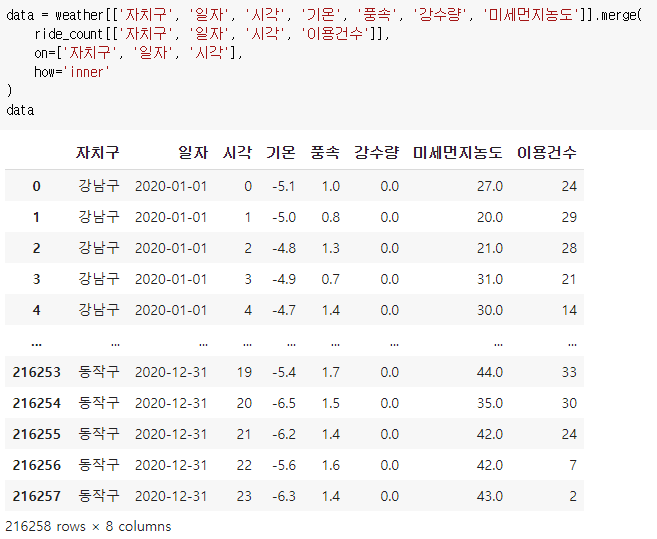 data = weather[['자치구', '일자', '시각', '기온', '풍속', '강수량', '미세먼지농도']].merge(
    ride_count[['자치구', '일자', '시각', '이용건수']],
    on=['자치구', '일자', '시각'],
    how='inner'
)
data
자치구 일자 시각 기온 풍속 강수량 미세먼지농도 이용건수
0 강남구 2020-01-01 0 -5.1 1.0 0.0 27.0 24
1 강남구 2020-01-01 1 -5.0 0.8 0.0 20.0 29
2 강남구 2020-01-01 2 -4.8 1.3 0.0 21.0 28
3 강남구 2020-01-01 3 -4.9 0.7 0.0 31.0 21
4 강남구 2020-01-01 4 -4.7 1.4 0.0 30.0 14
... ... ... ... ... ... ... ... ...
216253 동작구 2020-12-31 19 -5.4 1.7 0.0 44.0 33
216254 동작구 2020-12-31 20 -6.5 1.5 0.0 35.0 30
216255 동작구 2020-12-31 21 -6.2 1.4 0.0 42.0 24
216256 동작구 2020-12-31 22 -5.6 1.6 0.0 42.0 7
216257 동작구 2020-12-31 23 -6.3 1.4 0.0 43.0 2
216258 rows × 8 columns